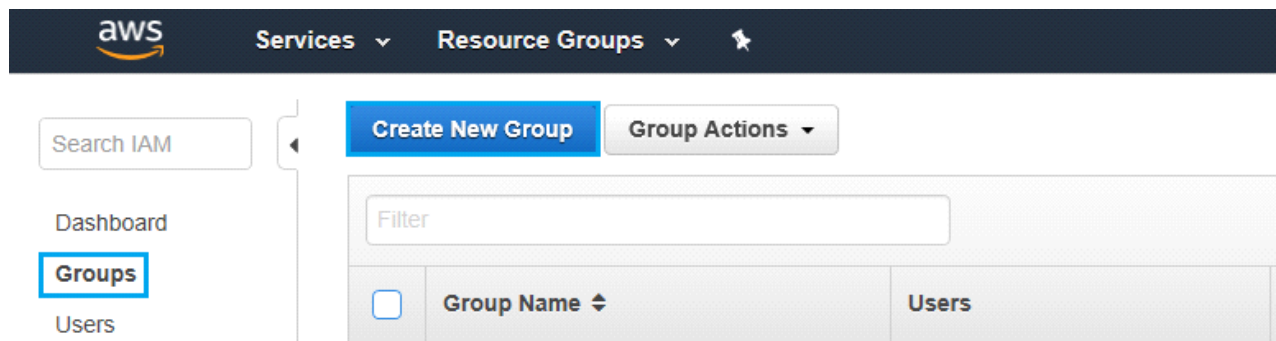 aws
Services
Resource Groups
Search IAM
Create New Group
Group Actions
Dashboard
Groups
Users
Filter
Group Name
Users